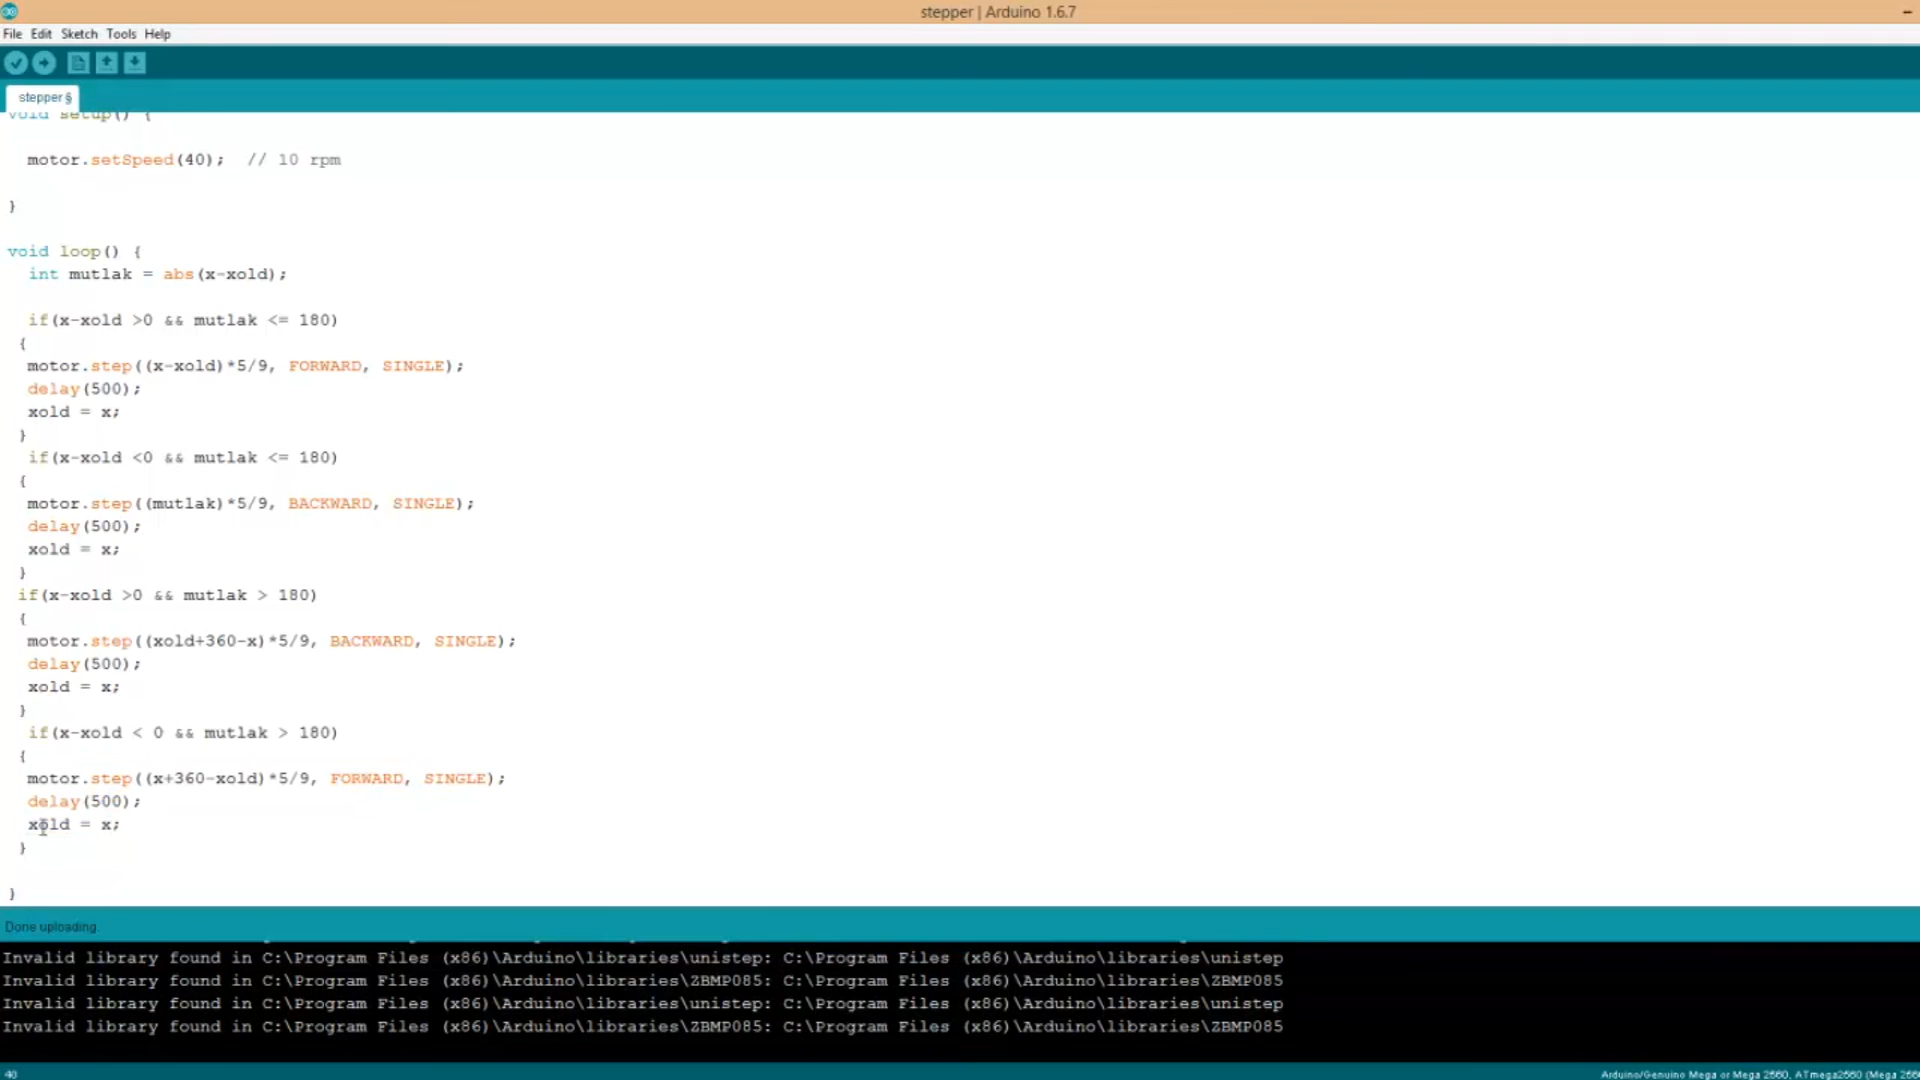 stepper | Arduino 1.6.7
File Edit Sketch Tools Help
stepper §
void setup() {
motor.setSpeed(40);  // 10 rpm
}
void loop() {
int mutlak = abs(x-xold);
if(x-xold >0 && mutlak <= 180)
{
motor.step((x-xold)*5/9, FORWARD, SINGLE);
delay(500);
xold = x;
}
if(x-xold <0 && mutlak <= 180)
{
motor.step((mutlak)*5/9, BACKWARD, SINGLE);
delay(500);
xold = x;
}
if(x-xold >0 && mutlak > 180)
{
motor.step((xold+360-x)*5/9, BACKWARD, SINGLE);
delay(500);
xold = x;
}
if(x-xold < 0 && mutlak > 180)
{
motor.step((x+360-xold)*5/9, FORWARD, SINGLE);
delay(500);
xold = x;
}
}
Done uploading.
Invalid library found in C:\Program Files (x86)\Arduino\libraries\unistep: C:\Program Files (x86)\Arduino\libraries\unistep
Invalid library found in C:\Program Files (x86)\Arduino\libraries\ZBMP085: C:\Program Files (x86)\Arduino\libraries\ZBMP085
Invalid library found in C:\Program Files (x86)\Arduino\libraries\unistep: C:\Program Files (x86)\Arduino\libraries\unistep
Invalid library found in C:\Program Files (x86)\Arduino\libraries\ZBMP085: C:\Program Files (x86)\Arduino\libraries\ZBMP085
40
Arduino/Genuino Mega or Mega 2560, ATmega2560 (Mega 256